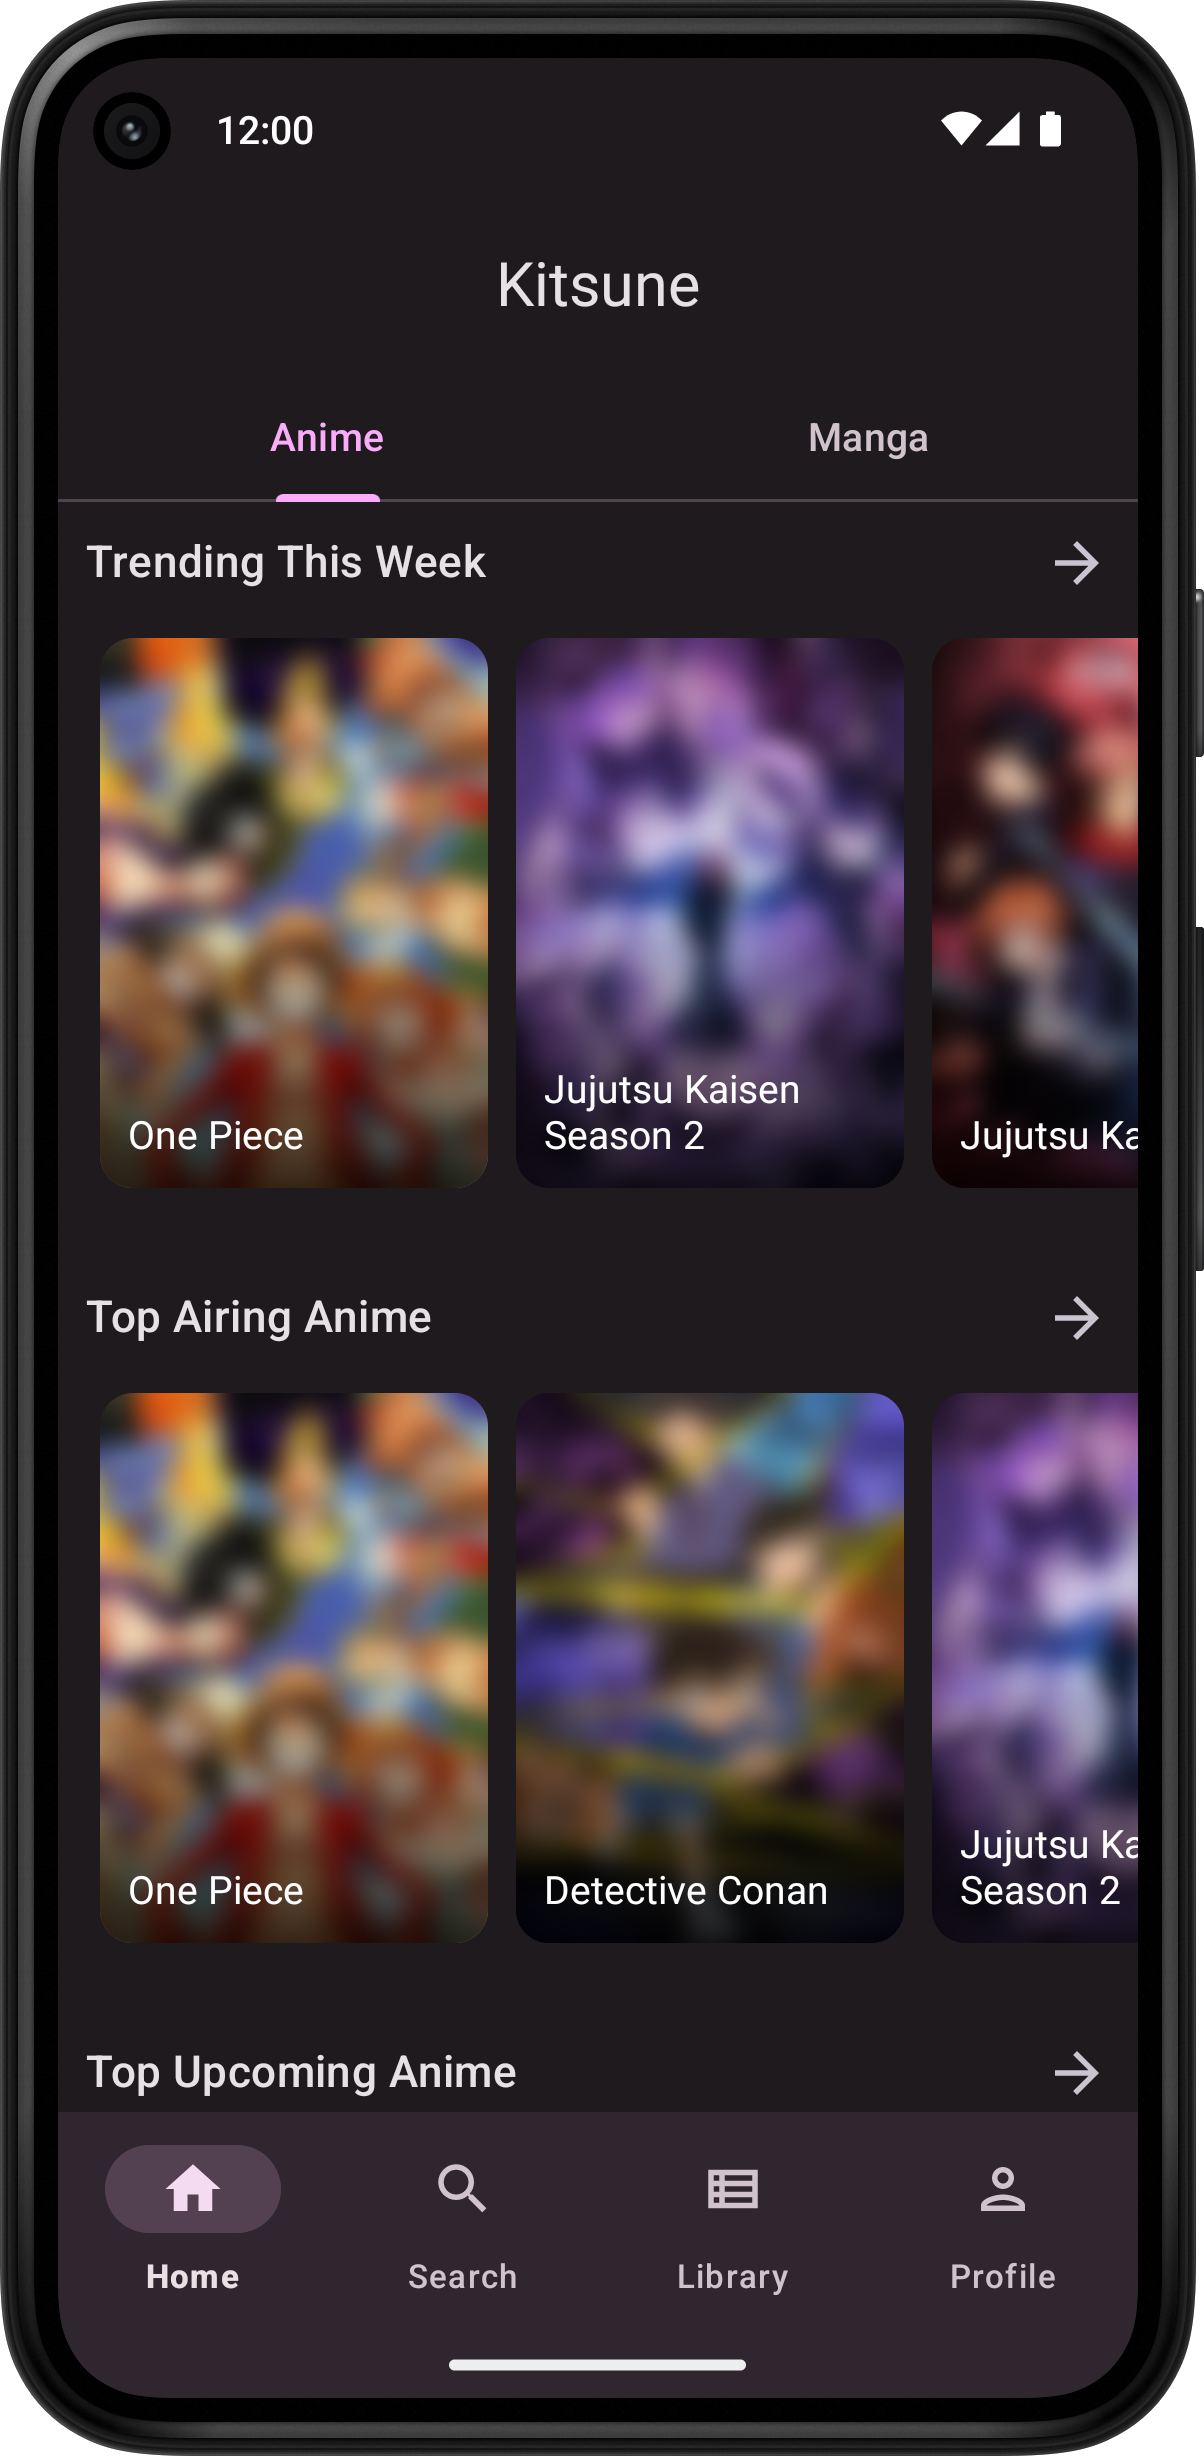 12:00
Kitsune
Anime
Manga
Trending This Week
One Piece
Jujutsu Kaisen
Season 2
Jujutsu Ka
Top Airing Anime
One Piece
Detective Conan
Jujutsu Ka
Season 2
Top Upcoming Anime
Home
Search
Library
Profile